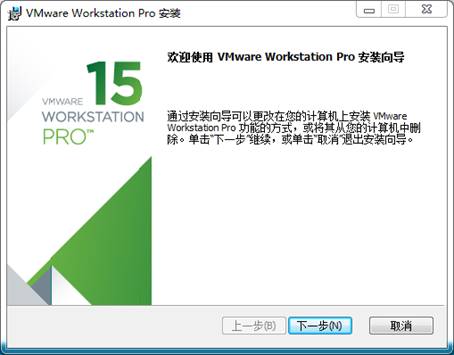 VMware Workstation Pro 安装
欢迎使用 VMware Workstation Pro 安装向导
15
VMWARE
WORKSTATION
PRO™
通过安装向导可以更改在您的计算机上安装 VMware
Workstation Pro 功能的方式，或将其从您的计算机中删
除。单击“下一步”继续，或单击“取消”退出安装向导。
上一步(B)
下一步(N)
取消